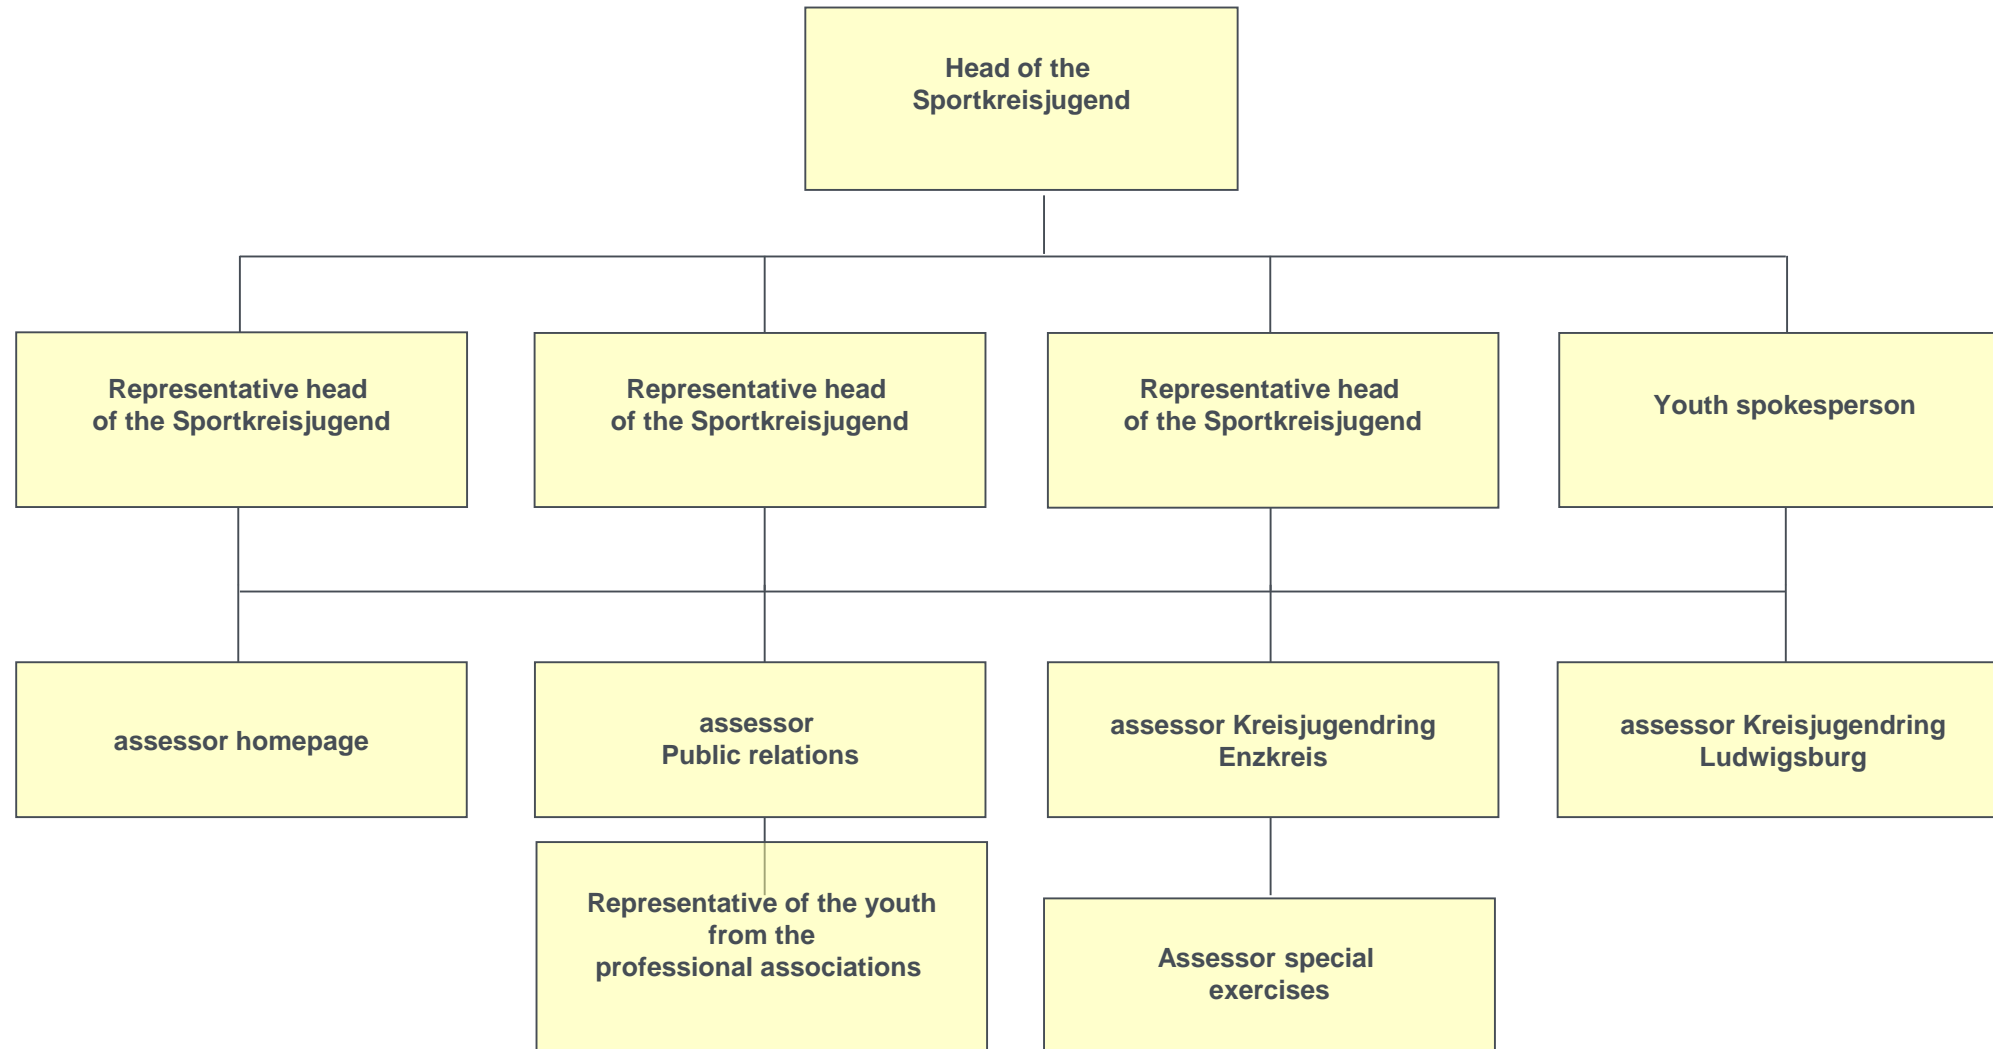 Head of the
Sportkreisjugend
Representative head
of the Sportkreisjugend
Representative head
of the Sportkreisjugend
Representative head
of the Sportkreisjugend
Youth spokesperson
assessor homepage
assessor
Public relations
assessor Kreisjugendring
Enzkreis
assessor Kreisjugendring
Ludwigsburg
Representative of the youth
from the
professional associations
Assessor special
exercises